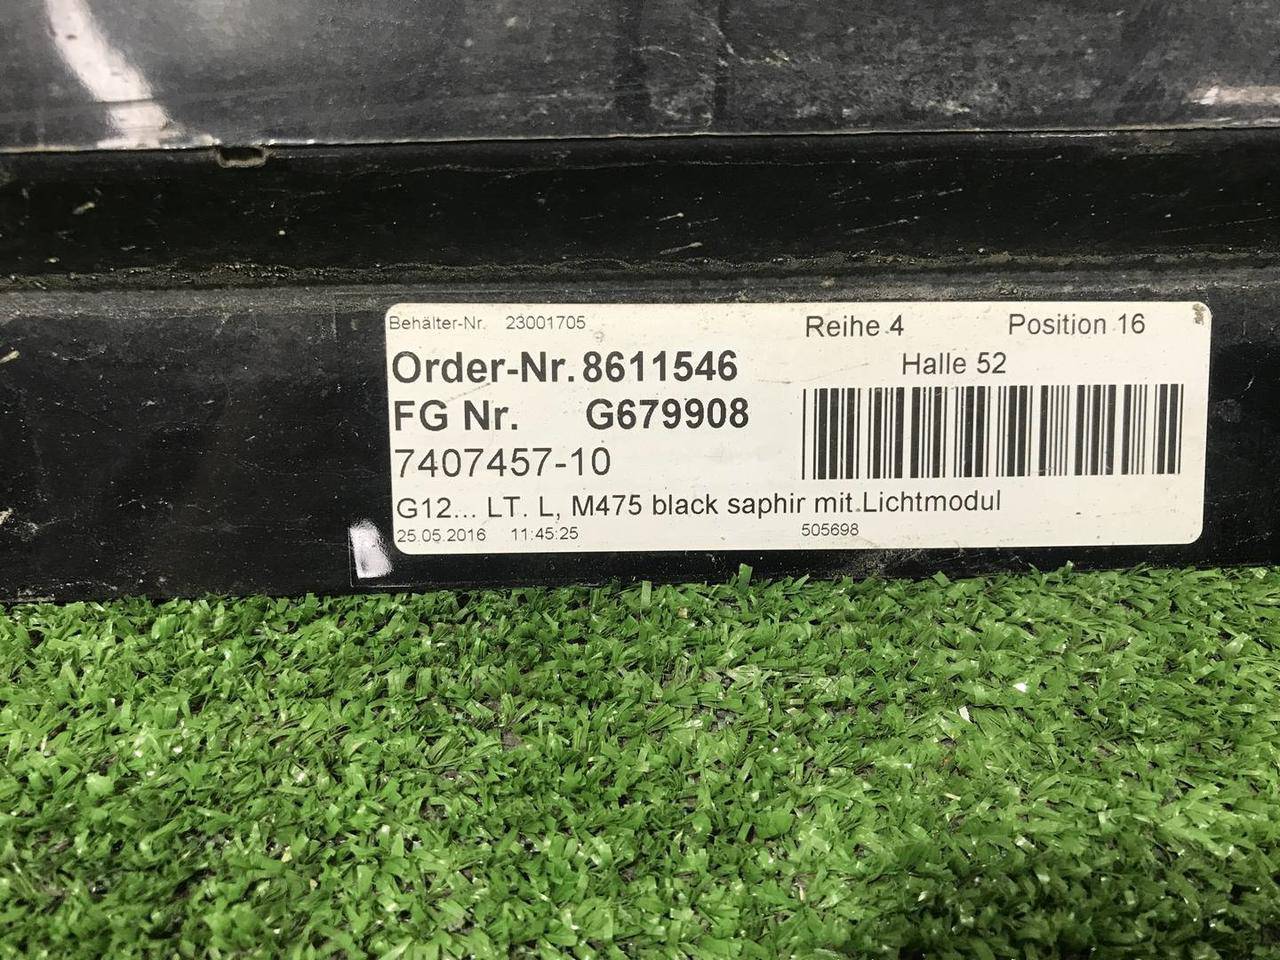 Behälter-Nr. 23001705 Reihe 4 Position 16
Order-Nr. 8611546 Halle 52
FG Nr. G679908
7407457-10
G12... LT. L, M475 black saphir mit Lichtmodul
25.05.2016 11:45:25 505698